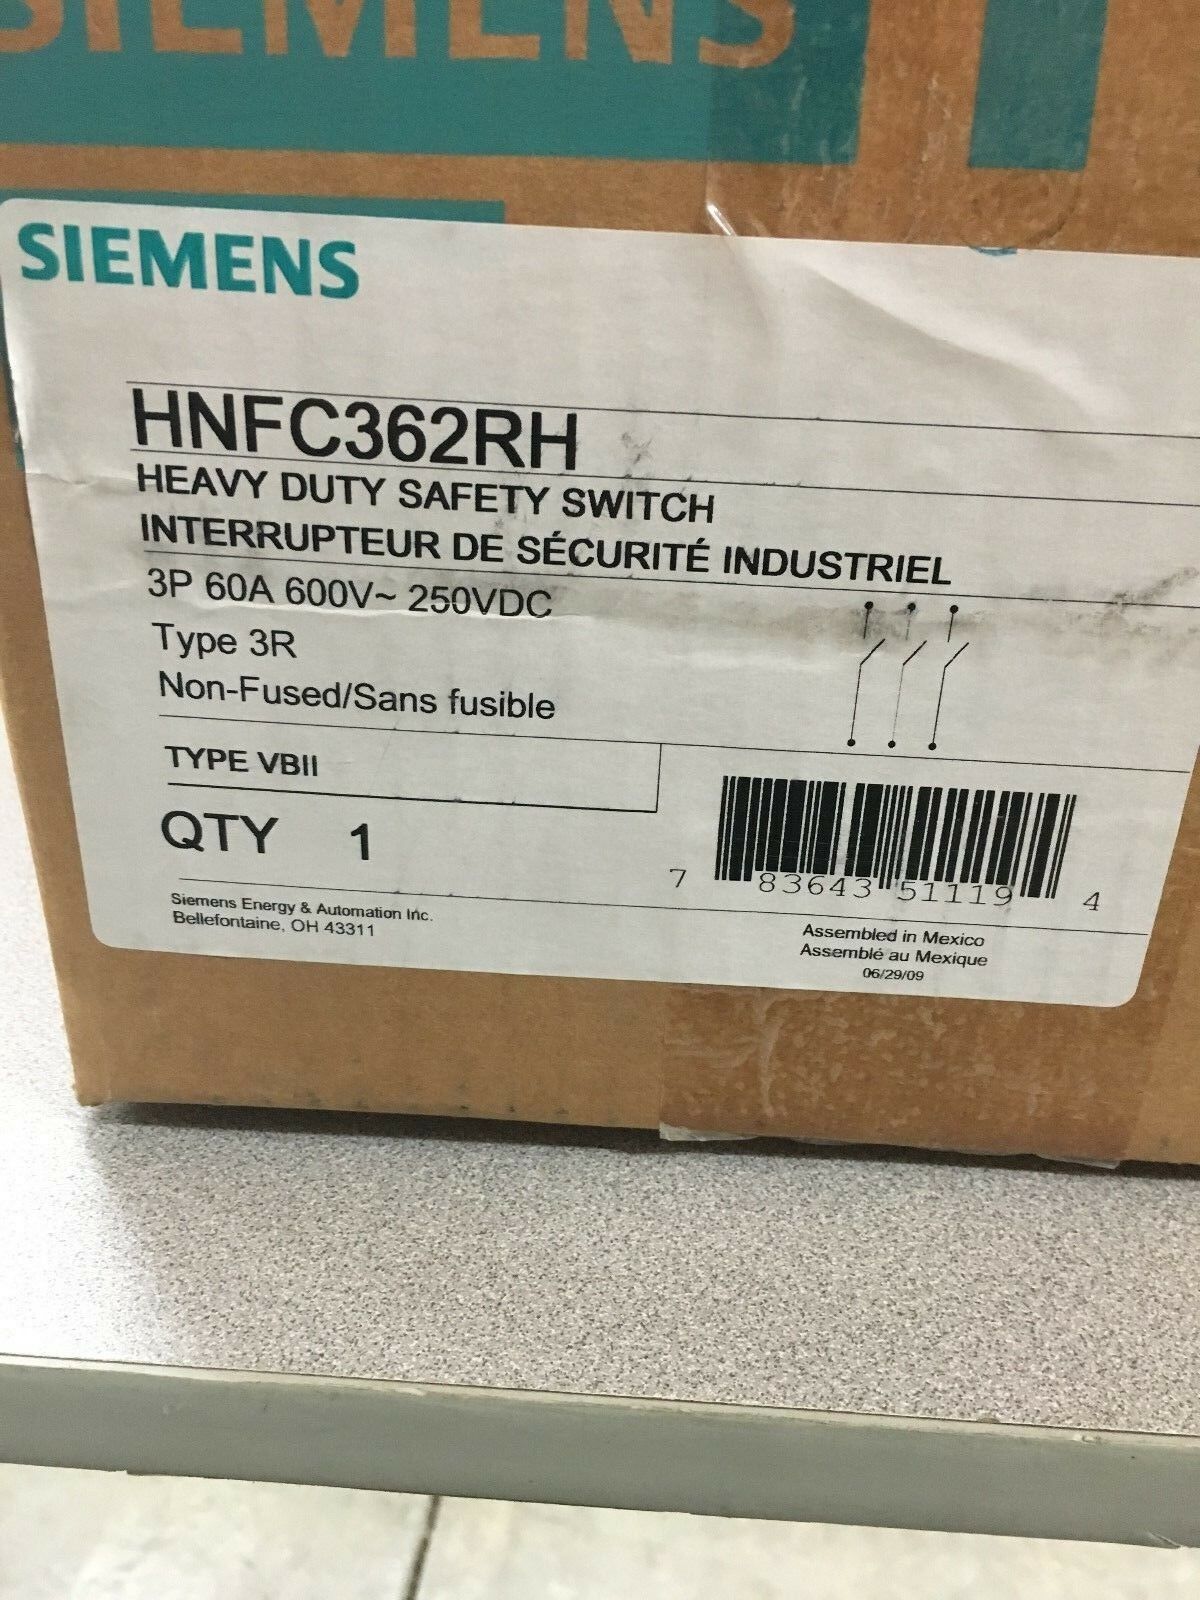 SIEMENS
SIEMENS
HNFC362RH
HEAVY DUTY SAFETY SWITCH
INTERRUPTEUR DE SÉCURITÉ INDUSTRIEL
3P 60A 600V~ 250VDC
Type 3R
Non-Fused/Sans fusible
TYPE VBII
QTY 1
7 83643 51119 4
Siemens Energy & Automation Inc.
Bellefontaine, OH 43311
Assembled in Mexico
Assemblé au Mexique
06/29/09